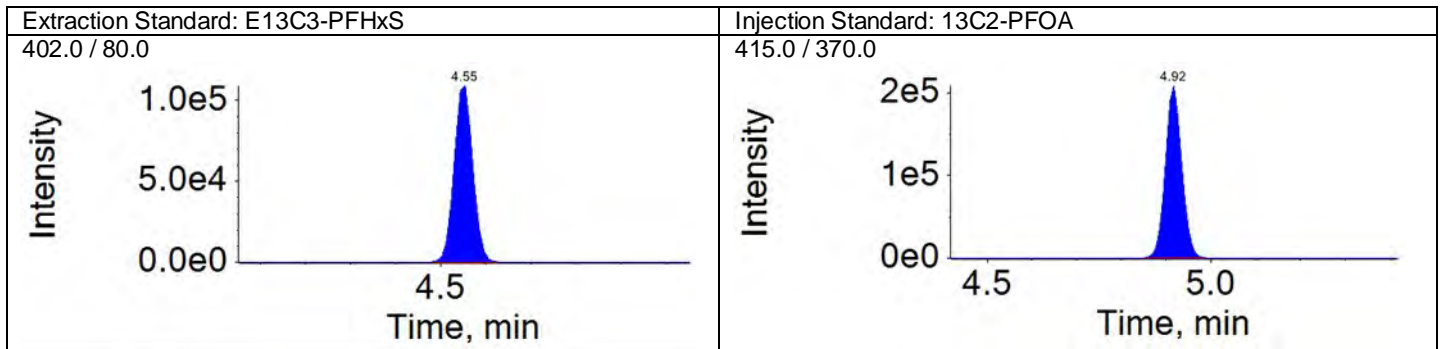 Extraction Standard: E13C3-PFHxS
402.0 / 80.0
4.55
1.0e5
5.0e4
0.0e0
Intensity
4.5
Time, min
Injection Standard: 13C2-PFOA
415.0 / 370.0
4.92
2e5
1e5
0e0
Intensity
4.5 5.0
Time, min